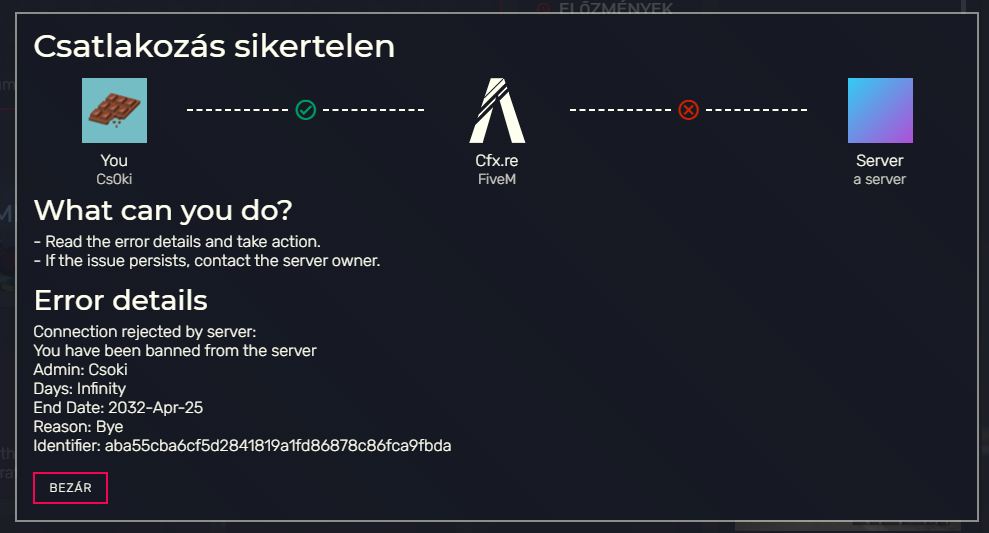 ELŐZMÉNYEK
Csatlakozás sikertelen
You
Cs0ki
Cfx.re
FiveM
Server
a server
What can you do?
- Read the error details and take action.
- If the issue persists, contact the server owner.
Error details
Connection rejected by server:
You have been banned from the server
Admin: Csoki
Days: Infinity
End Date: 2032-Apr-25
Reason: Bye
Identifier: aba55cba6cf5d2841819a1fd86878c86fca9fbda
BEZÁR